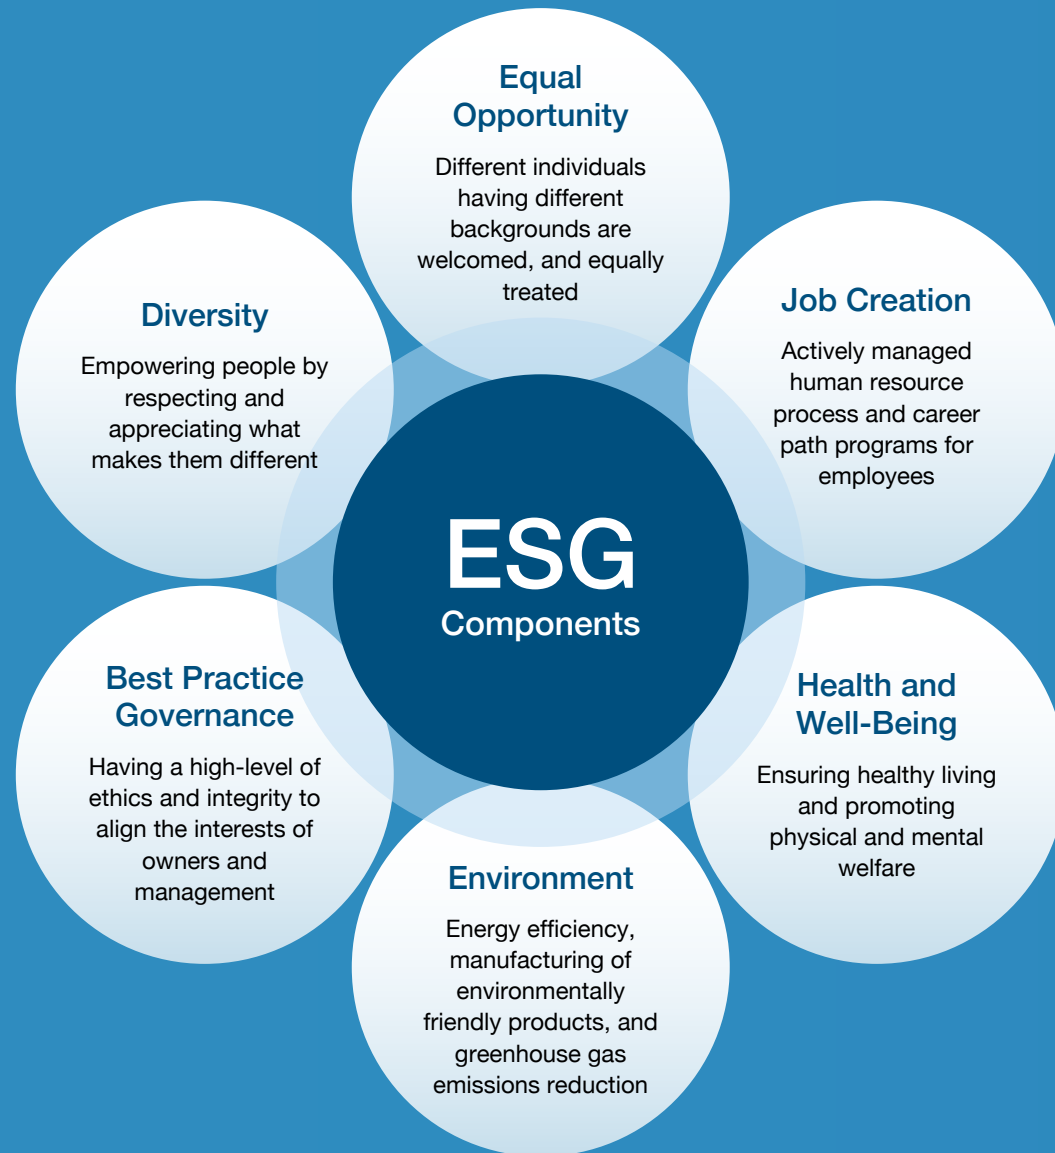 Equal
Opportunity
Different individuals
having different
backgrounds are
welcomed, and equally
treated
Job Creation
Actively managed
human resource
process and career
path programs for
employees
Health and
Well-Being
Ensuring healthy living
and promoting
physical and mental
welfare
Environment
Energy efficiency,
manufacturing of
environmentally
friendly products, and
greenhouse gas
emissions reduction
Best Practice
Governance
Having a high-level of
ethics and integrity to
align the interests of
owners and
management
Diversity
Empowering people by
respecting and
appreciating what
makes them different
ESG
Components